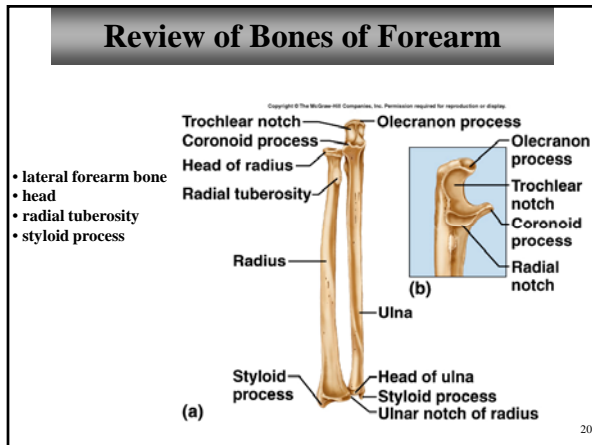 Review of Bones of Forearm
Copyright © The McGraw-Hill Companies, Inc. Permission required for reproduction or display.
• lateral forearm bone
• head
• radial tuberosity
• styloid process
Trochlear notch
Coronoid process
Head of radius
Radial tuberosity
Radius
Styloid
process
(a)
Olecranon process
Ulna
Head of ulna
Styloid process
Ulnar notch of radius
Olecranon
process
Trochlear
notch
Coronoid
process
Radial
notch
(b)
20